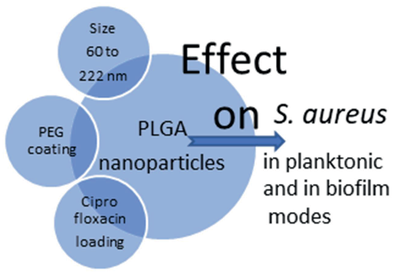 Size
60 to
222 nm
PEG
coating
Cipro
floxacin
loading
PLGA
nanoparticles
Effect
on
S. aureus
in planktonic
and in biofilm
modes